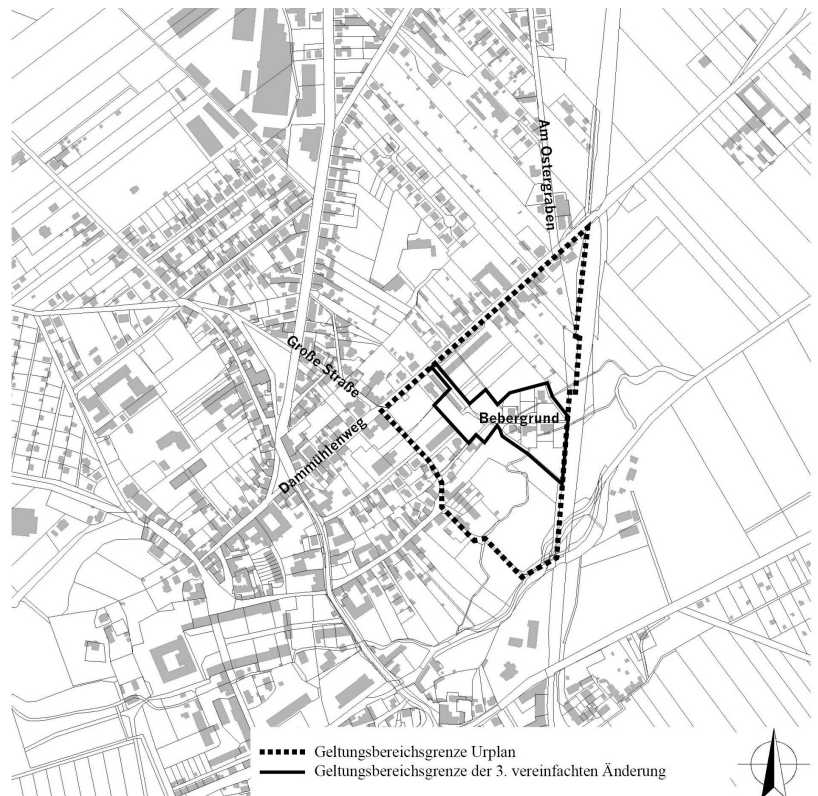 Am Ostergraben
Große Straße
Bebergrund
Dammühlenweg
Geltungsbereichsgrenze Urplan
Geltungsbereichsgrenze der 3. vereinfachten Änderung